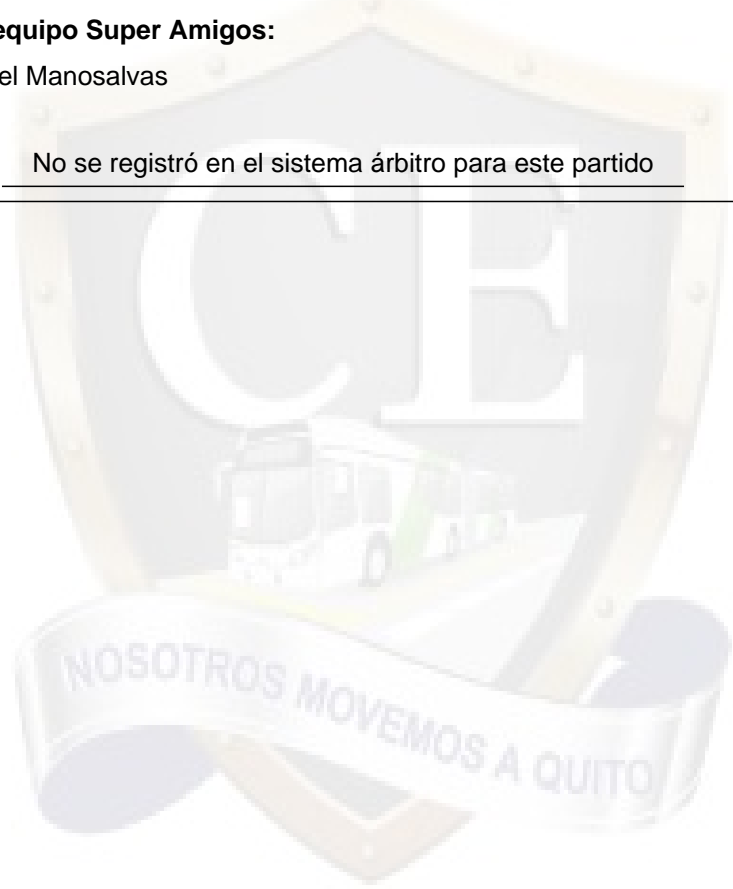 equipo Super Amigos:
el Manosalvas
No se registró en el sistema árbitro para este partido
CE
NOSOTROS MOVEMOS A QUITO